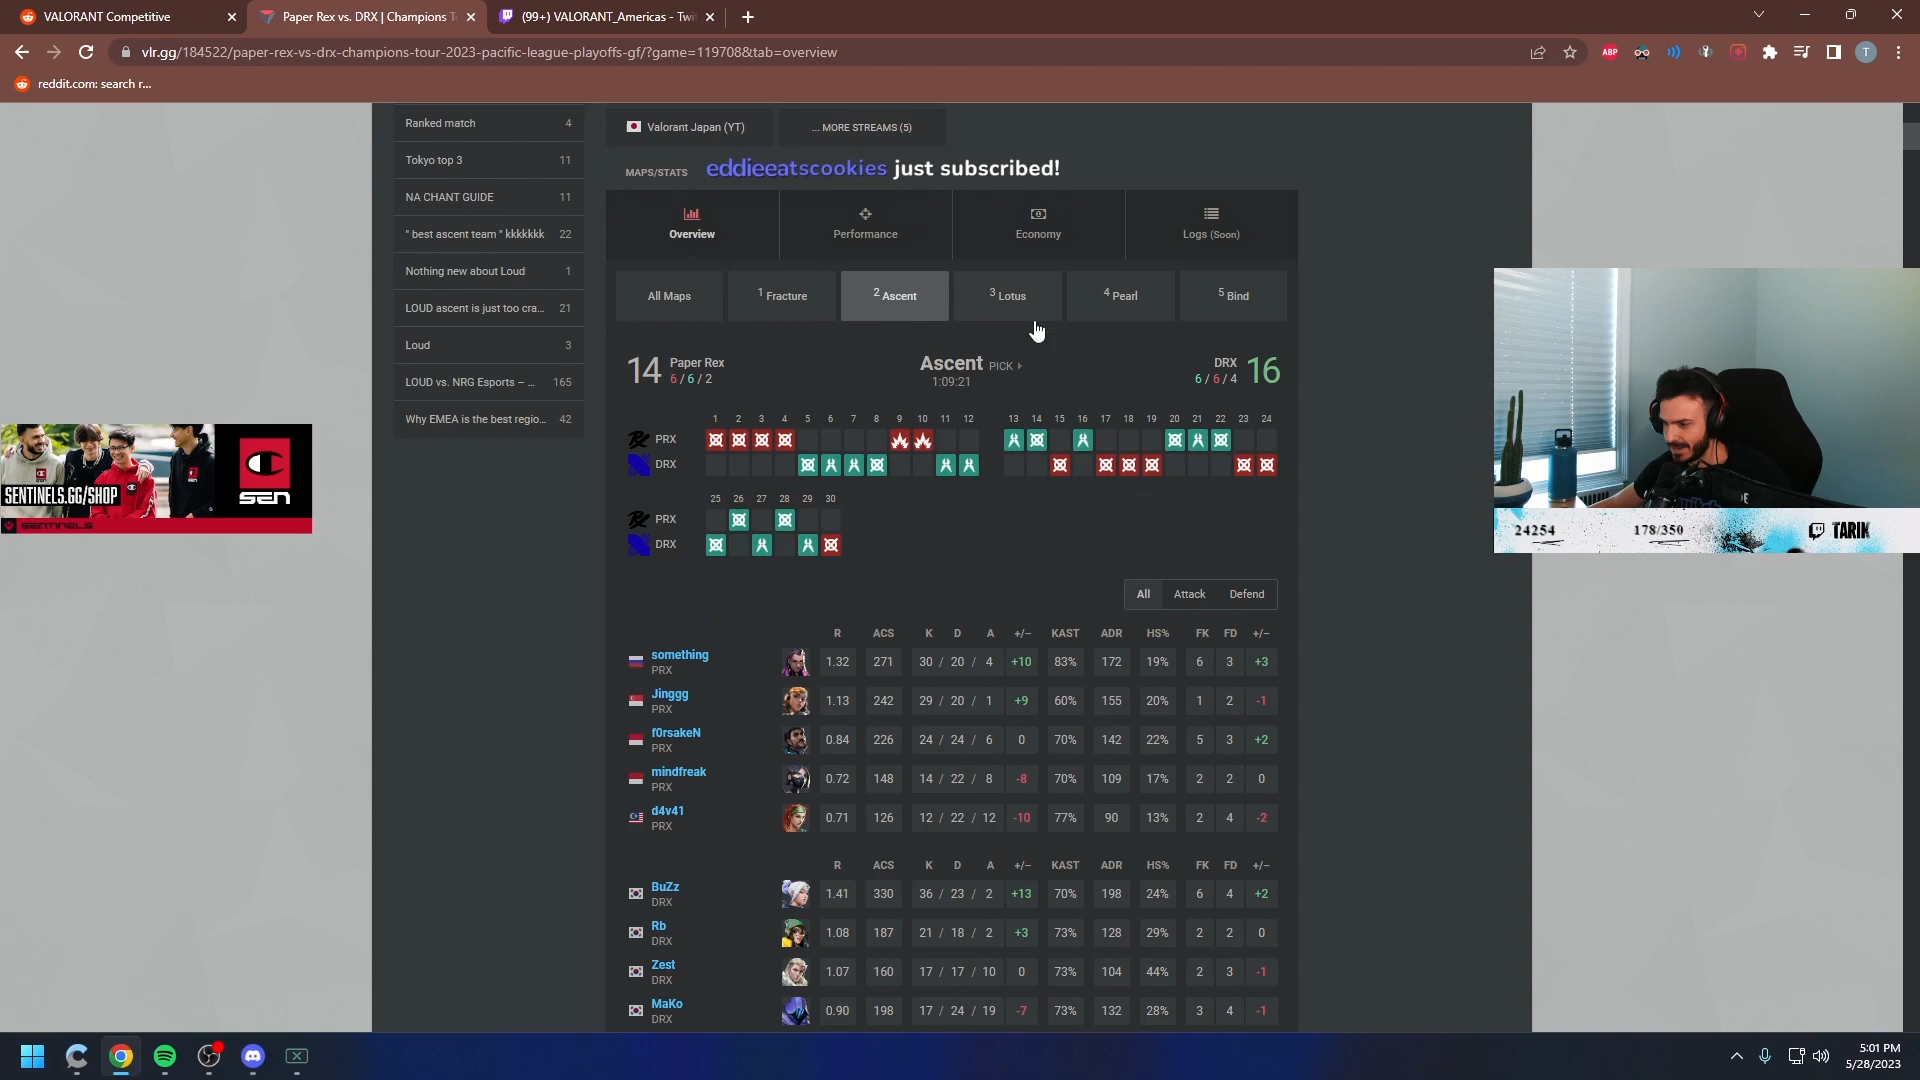 VALORANT Competitive
Paper Rex vs. DRX | Champions To
(99+) VALORANT_Americas - Twi
vlr.gg/184522/paper-rex-vs-drx-champions-tour-2023-pacific-league-playoffs-gf/?game=119708&tab=overview
ABP
T
reddit.com: search r...
Ranked match 4
Tokyo top 3 11
NA CHANT GUIDE 11
" best ascent team " kkkkkkk 22
Nothing new about Loud 1
LOUD ascent is just too cra... 21
Loud 3
LOUD vs. NRG Esports – ... 165
Why EMEA is the best regio... 42
Valorant Japan (YT)
... MORE STREAMS (5)
MAPS/STATS
eddieeatscookies just subscribed!
Overview
Performance
Economy
Logs (Soon)
All Maps
1 Fracture
2 Ascent
3 Lotus
4 Pearl
5 Bind
14 Paper Rex
6 / 6 / 2
Ascent PICK
1:09:21
DRX 16
6 / 6 / 4
1 2 3 4 5 6 7 8 9 10 11 12 13 14 15 16 17 18 19 20 21 22 23 24
PRX
DRX
25 26 27 28 29 30
PRX
DRX
All Attack Defend
R ACS K D A +/– KAST ADR HS% FK FD +/–
something
PRX
1.32 271 30 / 20 / 4 +10 83% 172 19% 6 3 +3
Jinggg
PRX
1.13 242 29 / 20 / 1 +9 60% 155 20% 1 2 -1
f0rsakeN
PRX
0.84 226 24 / 24 / 6 0 70% 142 22% 5 3 +2
mindfreak
PRX
0.72 148 14 / 22 / 8 -8 70% 109 17% 2 2 0
d4v41
PRX
0.71 126 12 / 22 / 12 -10 77% 90 13% 2 4 -2
R ACS K D A +/– KAST ADR HS% FK FD +/–
BuZz
DRX
1.41 330 36 / 23 / 2 +13 70% 198 24% 6 4 +2
Rb
DRX
1.08 187 21 / 18 / 2 +3 73% 128 29% 2 2 0
Zest
DRX
1.07 160 17 / 17 / 10 0 73% 104 44% 2 3 -1
MaKo
DRX
0.90 198 17 / 24 / 19 -7 73% 132 28% 3 4 -1
SENTINELS.GG/SHOP
SEN
SENTINELS
24254
178/350
TARIK
5:01 PM
5/28/2023